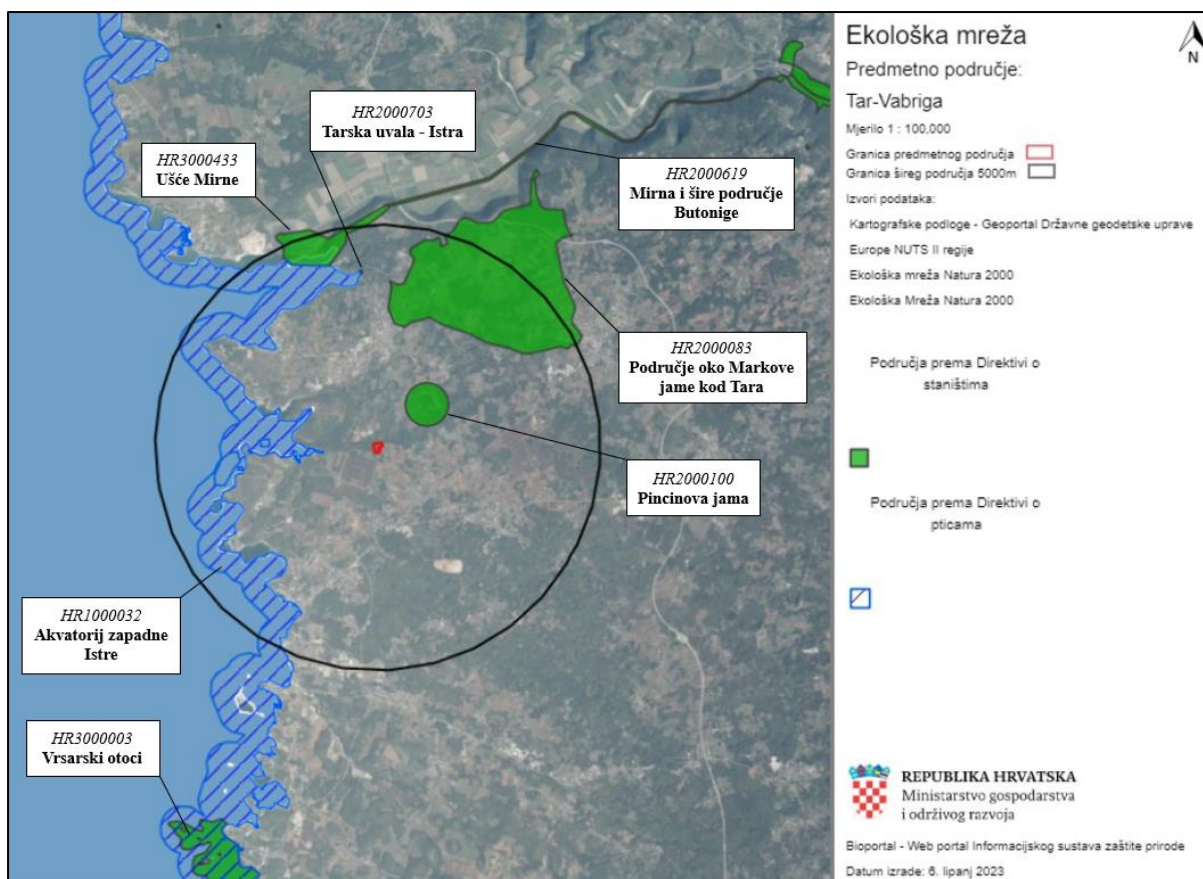 HR2000703
Tarska uvala - Istra
HR3000433
Ušće Mirne
HR2000619
Mirna i šire područje
Butonige
HR2000083
Područje oko Markove
jame kod Tara
HR2000100
Pincinova jama
HR1000032
Akvatorij zapadne
Istre
HR3000003
Vrsarski otoci
Ekološka mreža
N
Predmetno područje:
Tar-Vabriga
Mjerilo 1 : 100,000
Granica predmetnog područja
Granica šireg područja 5000m
Izvori podataka:
Kartografske podloge - Geoportal Državne geodetske uprave
Europe NUTS II regije
Ekološka mreža Natura 2000
Ekološka Mreža Natura 2000
Područja prema Direktivi o
staništima
Područja prema Direktivi o
pticama
REPUBLIKA HRVATSKA
Ministarstvo gospodarstva
i održivog razvoja
Bioportal - Web portal Informacijskog sustava zaštite prirode
Datum izrade: 6. lipanj 2023